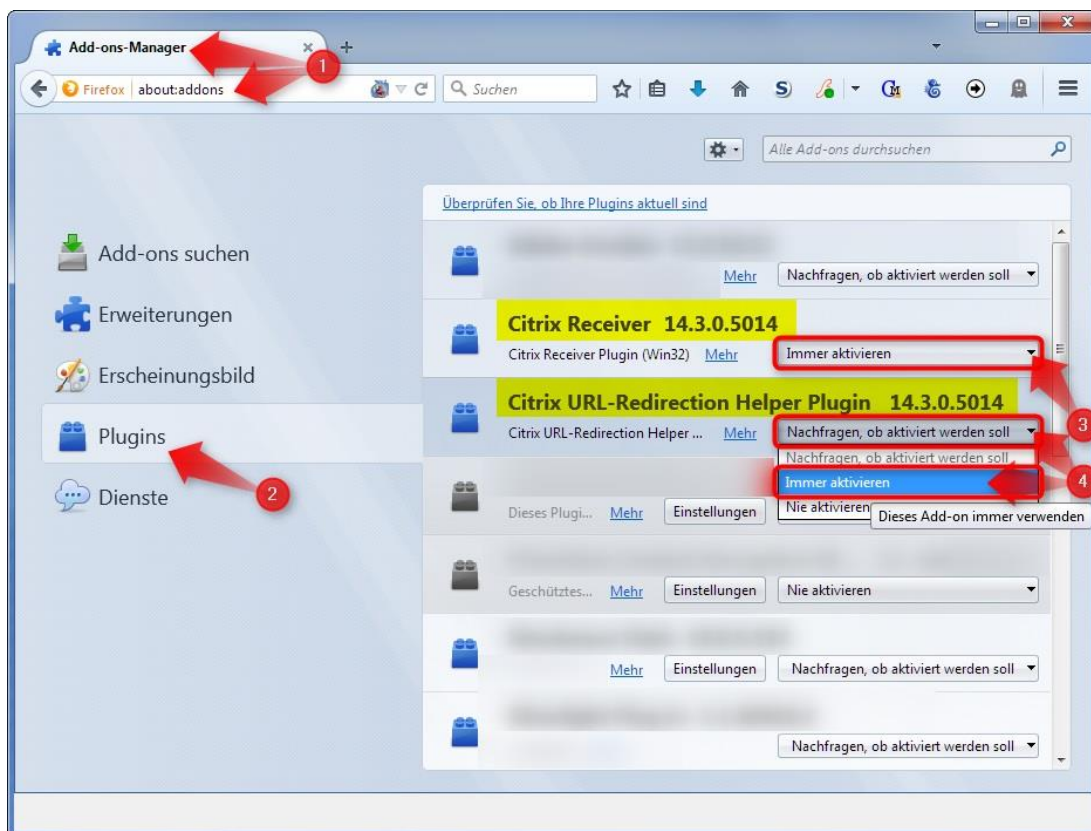 Add-ons-Manager
1
Firefox about:addons
Suchen
Alle Add-ons durchsuchen
Überprüfen Sie, ob Ihre Plugins aktuell sind
Add-ons suchen
Erweiterungen
Erscheinungsbild
Plugins
2
Dienste
Mehr Nachfragen, ob aktiviert werden soll
Citrix Receiver 14.3.0.5014
Citrix Receiver Plugin (Win32) Mehr Immer aktivieren
3
Citrix URL-Redirection Helper Plugin 14.3.0.5014
Citrix URL-Redirection Helper ... Mehr Nachfragen, ob aktiviert werden soll
Nachfragen, ob aktiviert werden soll
Immer aktivieren
4
Nie aktivieren
Dieses Add-on immer verwenden
Dieses Plugi... Mehr Einstellungen
Geschütztes... Mehr Einstellungen Nie aktivieren
Mehr Einstellungen Nachfragen, ob aktiviert werden soll
Nachfragen, ob aktiviert werden soll